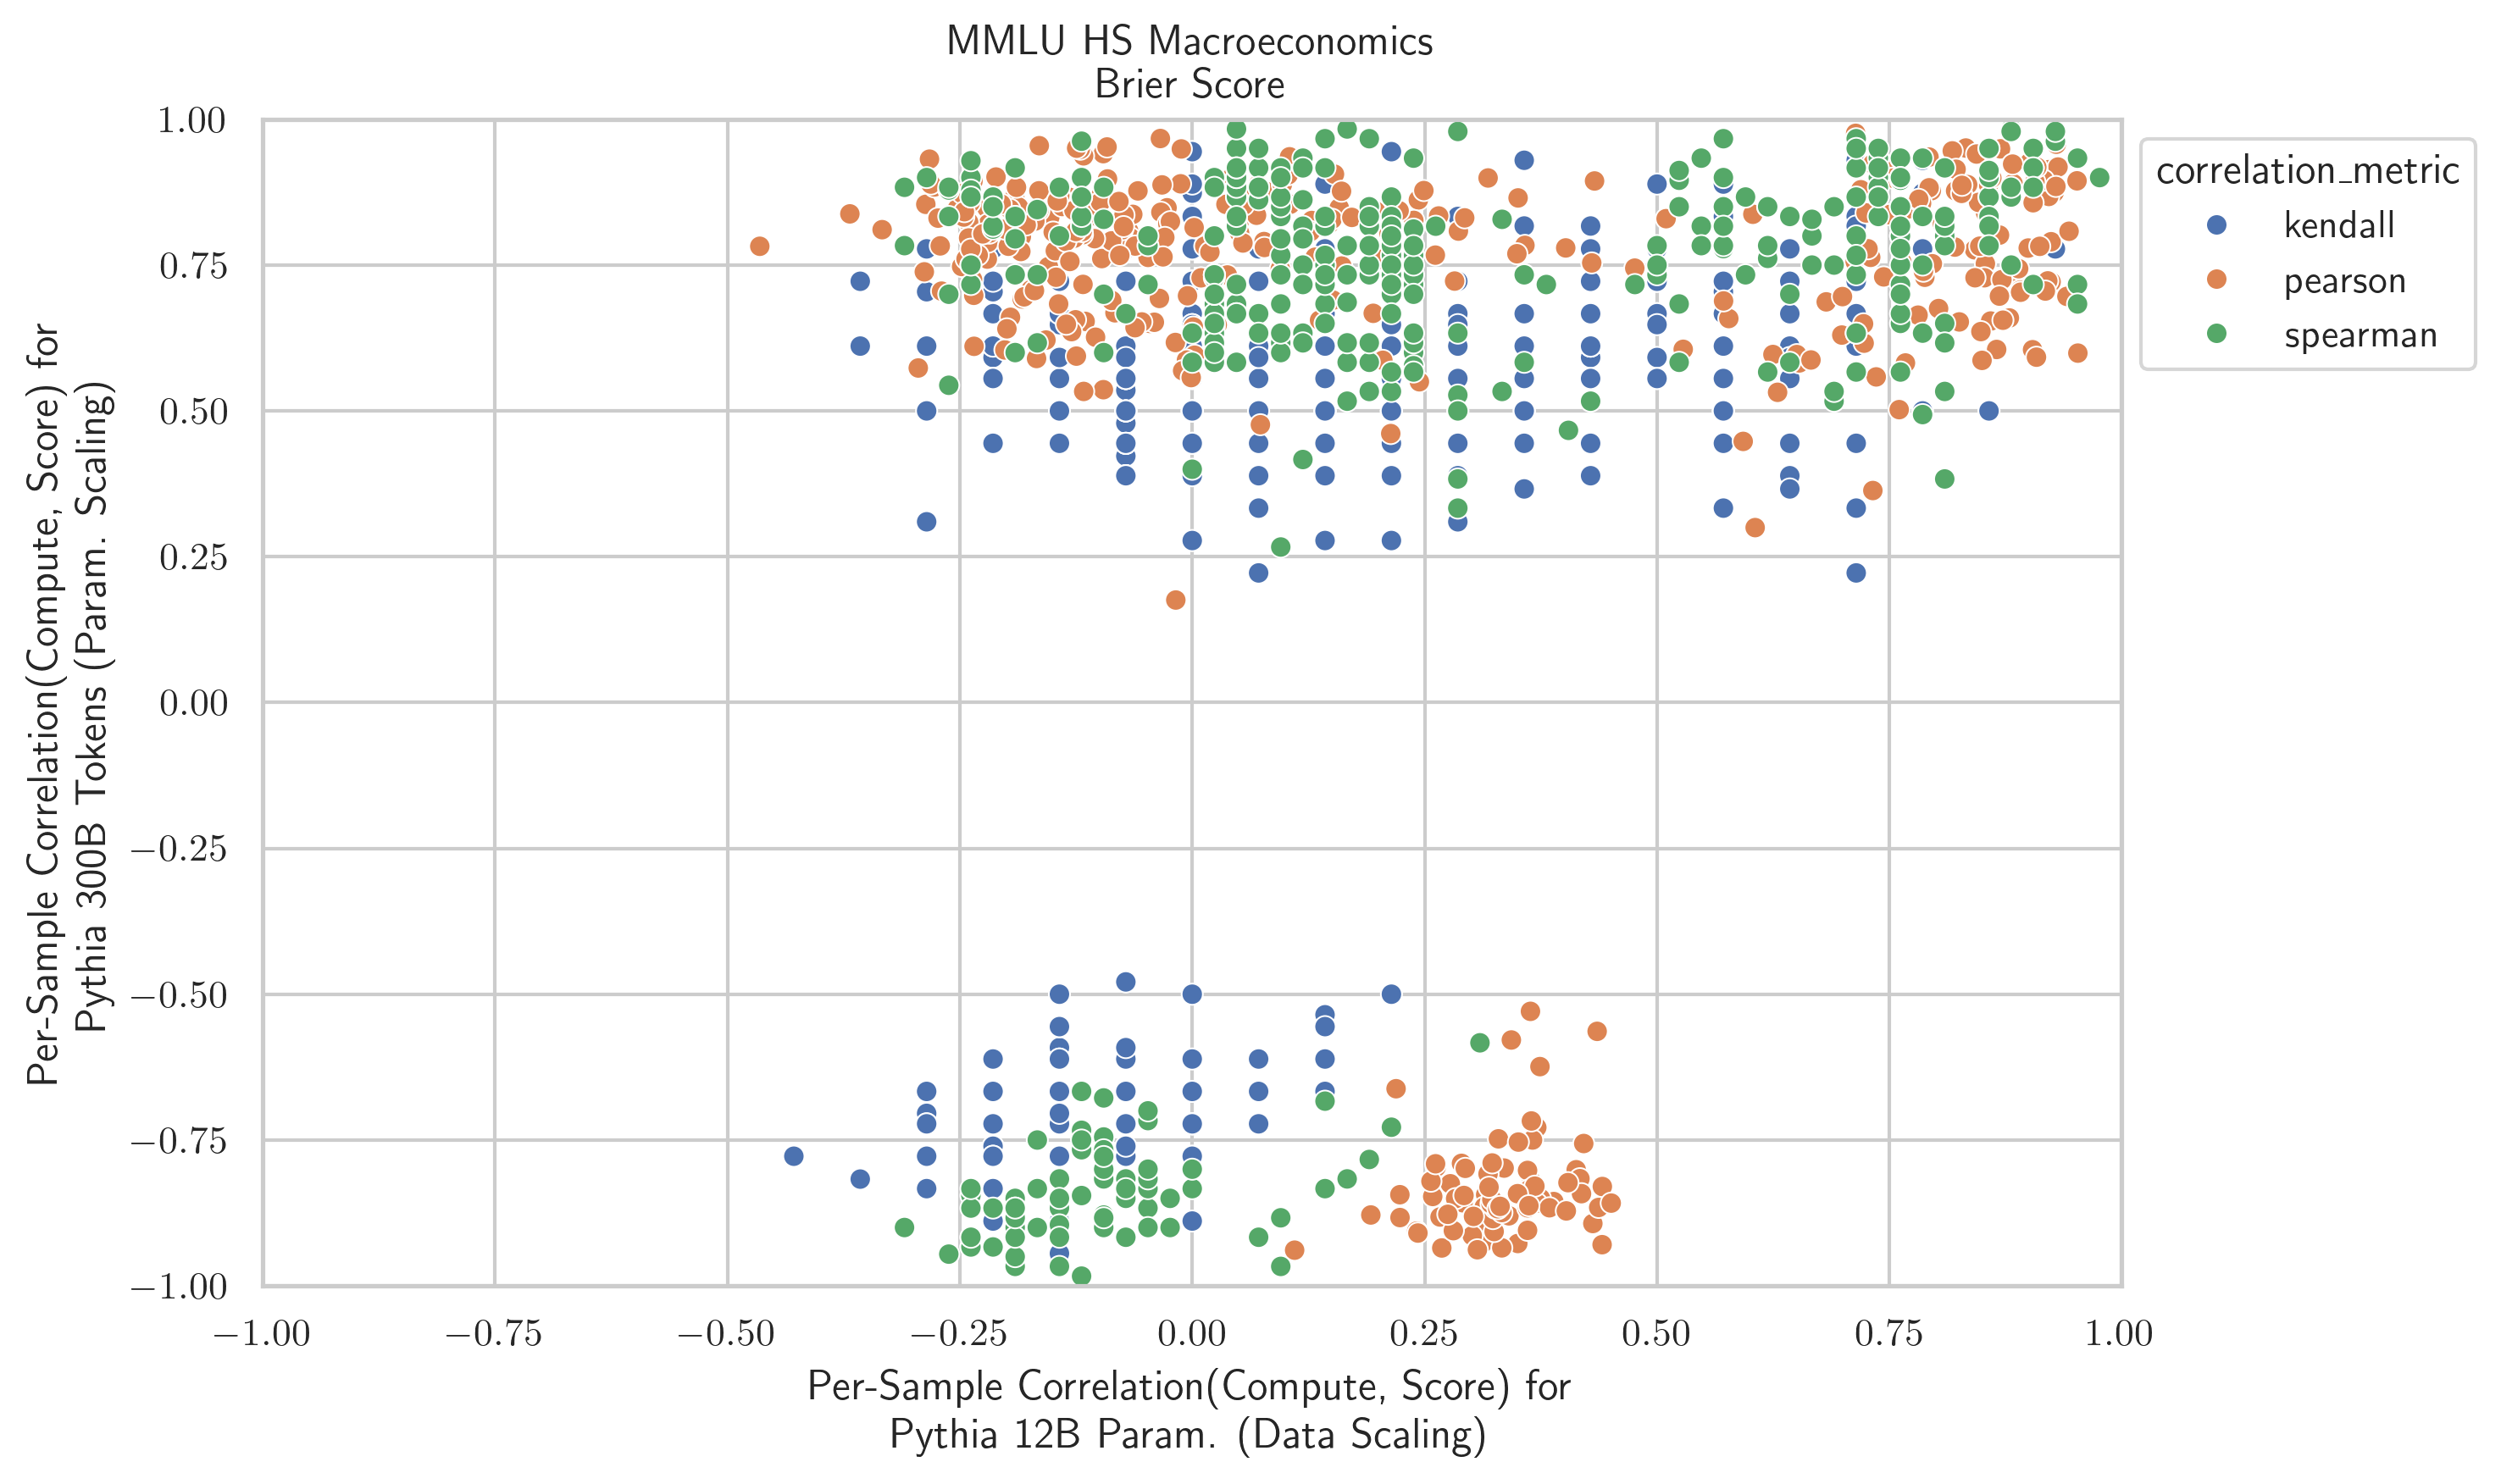 MMLU HS Macroeconomics
Brier Score
Per-Sample Correlation(Compute, Score) for
Pythia 300B Tokens (Param. Scaling)
1.00
0.75
0.50
0.25
0.00
−0.25
−0.50
−0.75
−1.00
−1.00 −0.75 −0.50 −0.25 0.00 0.25 0.50 0.75 1.00
Per-Sample Correlation(Compute, Score) for
Pythia 12B Param. (Data Scaling)
correlation_metric
kendall
pearson
spearman